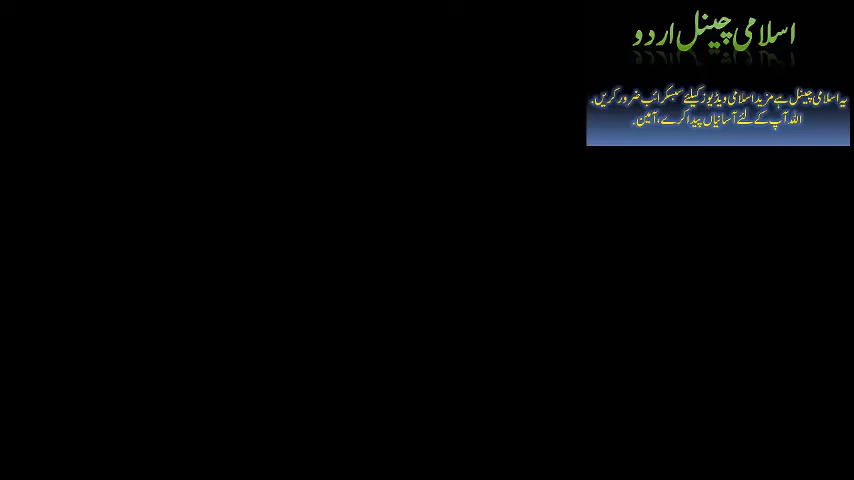 اسلامی چینل اردو
یہ اسلامی چینل ہے مزید اسلامی ویڈیوز کیلئے سبسکرائب ضرور کریں.
اللہ آپ کے لئے آسانیاں پیدا کرے، آمین.